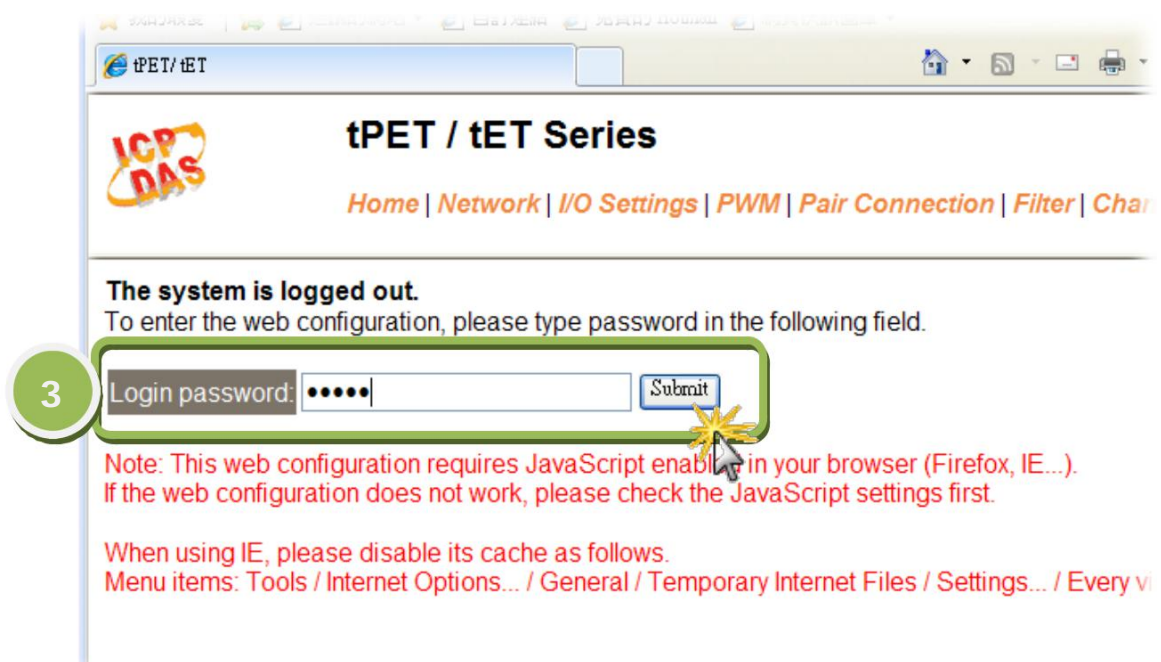 tPET/ tET
ICP
DAS
tPET / tET Series
Home | Network | I/O Settings | PWM | Pair Connection | Filter |
The system is logged out.
To enter the web configuration, please type password in the following field.
3
Login password: •••••
Submit
Note: This web configuration requires JavaScript enabled in your browser (Firefox, IE...).
If the web configuration does not work, please check the JavaScript settings first.
When using IE, please disable its cache as follows.
Menu items: Tools / Internet Options... / General / Temporary Internet Files / Settings... / Every